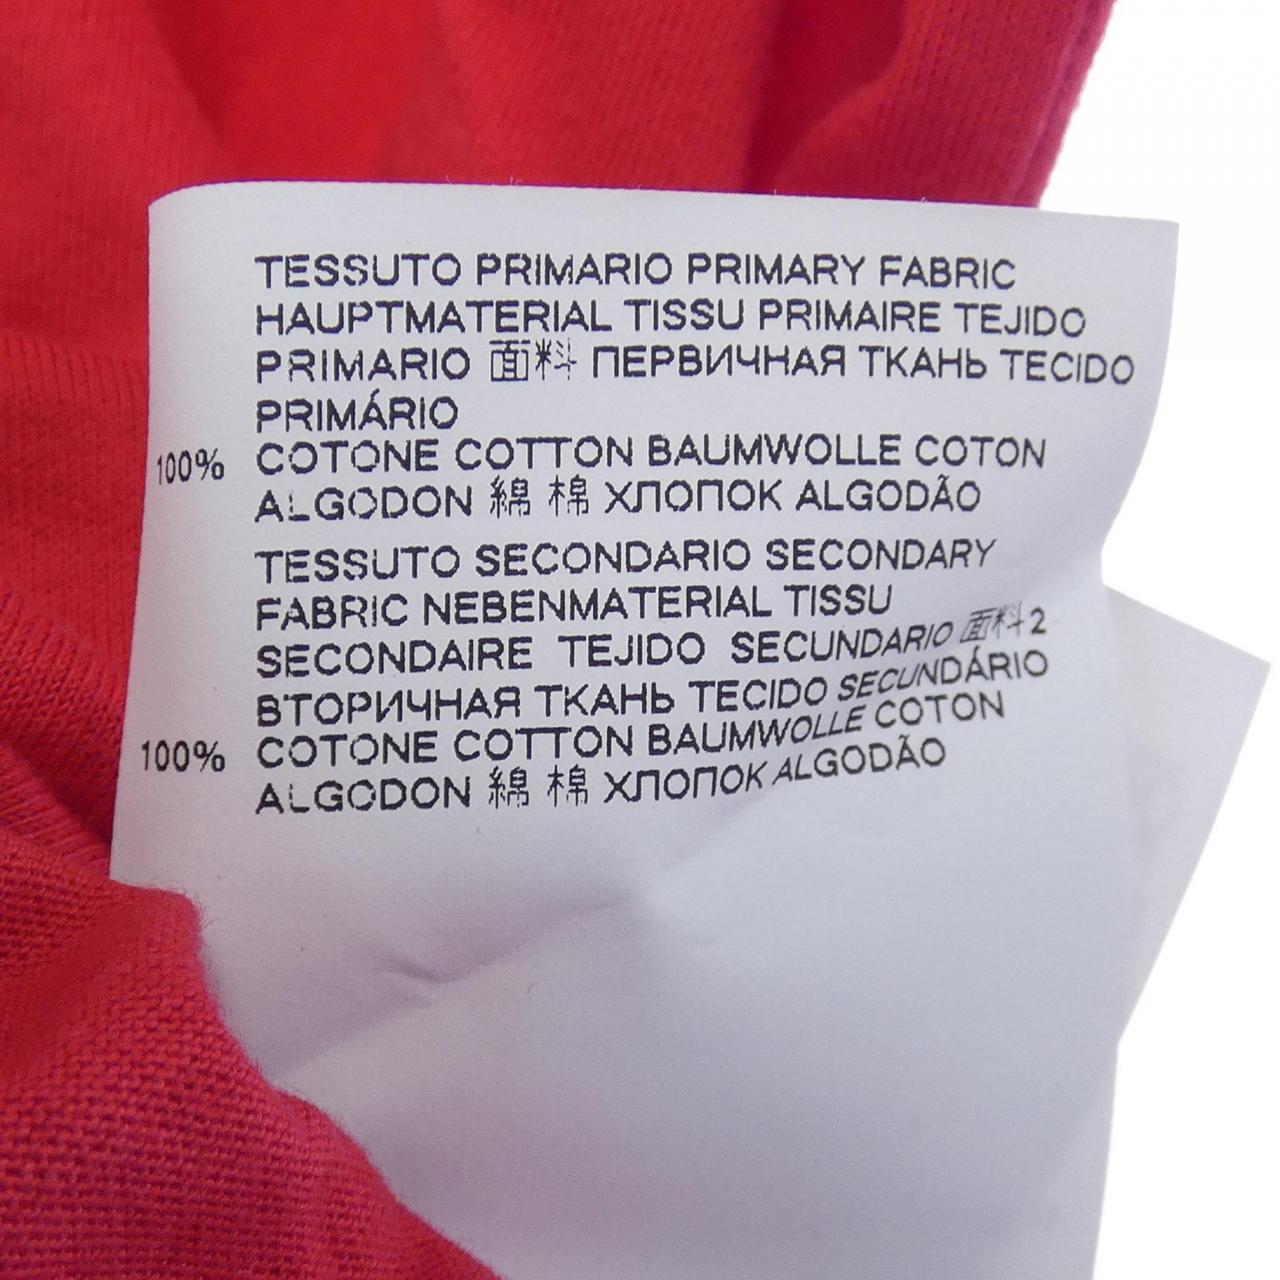 TESSUTO PRIMARIO PRIMARY FABRIC
HAUPTMATERIAL TISSU PRIMAIRE TEJIDO
PRIMARIO 面料 ПЕРВИЧНАЯ ТКАНЬ TECIDO
PRIMÁRIO
100% COTONE COTTON BAUMWOLLE COTON
ALGODON 綿 棉 ХЛОПОК ALGODÃO
TESSUTO SECONDARIO SECONDARY
FABRIC NEBENMATERIAL TISSU
SECONDAIRE TEJIDO SECUNDARIO 面料2
ВТОРИЧНАЯ ТКАНЬ TECIDO SECUNDÁRIO
100% COTONE COTTON BAUMWOLLE COTON
ALGODON 綿 棉 ХЛОПОК ALGODÃO